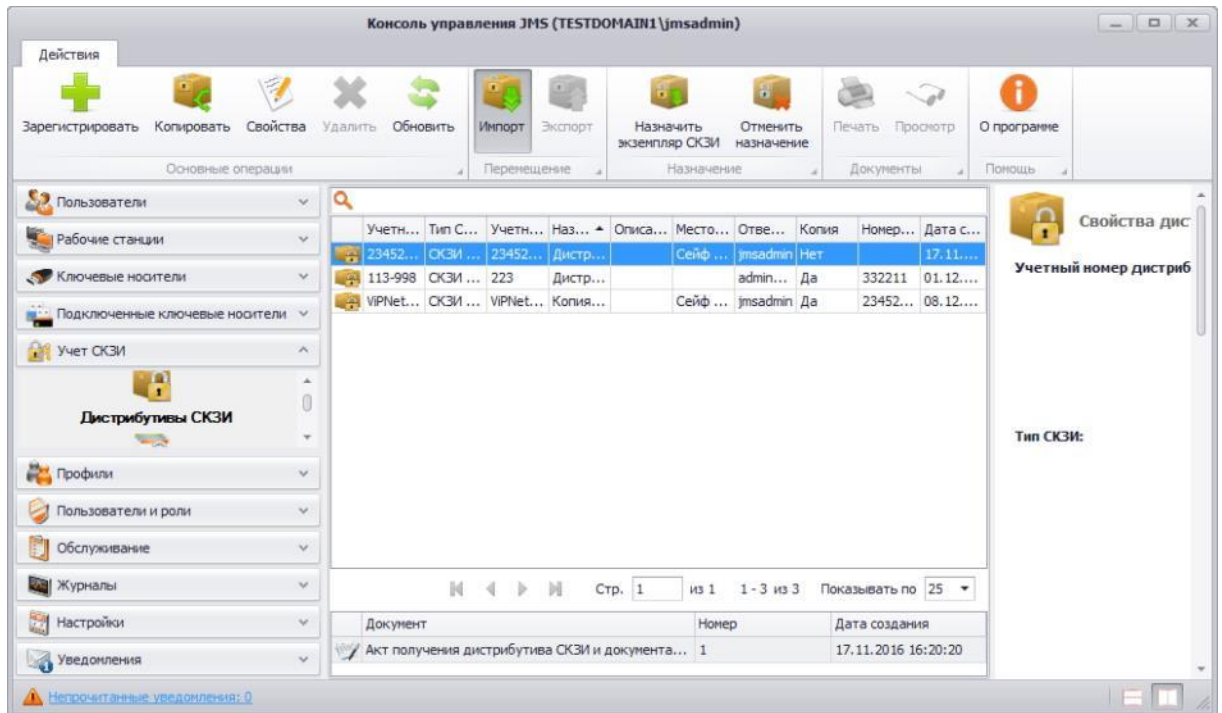 Консоль управления JMS (TESTDOMAIN1\jmsadmin)
Действия
Зарегистрировать Копировать Свойства Удалить Обновить Импорт Экспорт Назначить экземпляр СКЗИ Отменить назначение Печать Просмотр О программе
Основные операции Перемещение Назначение Документы Помощь
Пользователи
Рабочие станции
Ключевые носители
Подключенные ключевые носители
Учет СКЗИ
Дистрибутивы СКЗИ
Профили
Пользователи и роли
Обслуживание
Журналы
Настройки
Уведомления
Учетн... Тип С... Учетн... Наз... Описа... Место... Отве... Копия Номер... Дата с...
23452... СКЗИ ... 23452... Дистр... Сейф ... jmsadmin Нет 17.11....
113-998 СКЗИ ... 223 Дистр... admin... Да 332211 01.12....
ViPNet... СКЗИ ... ViPNet... Копия... Сейф ... jmsadmin Да 23452... 08.12....
Стр. 1 из 1 1 - 3 из 3 Показывать по 25
Документ Номер Дата создания
Акт получения дистрибутива СКЗИ и документа... 1 17.11.2016 16:20:20
Свойства дис
Учетный номер дистриб
Тип СКЗИ:
Непрочитанные уведомления: 0